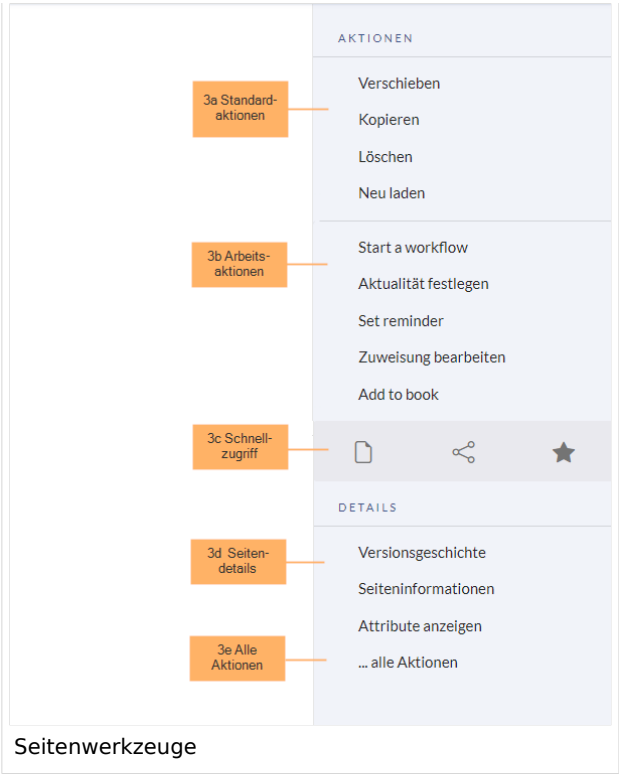 AKTIONEN
Verschieben
3a Standard-
aktionen
Kopieren
Löschen
Neu laden
Start a workflow
3b Arbeits-
aktionen
Aktualität festlegen
Set reminder
Zuweisung bearbeiten
Add to book
3c Schnell-
zugriff
DETAILS
3d Seiten-
details
Versionsgeschichte
Seiteninformationen
Attribute anzeigen
3e Alle
Aktionen
... alle Aktionen
Seitenwerkzeuge